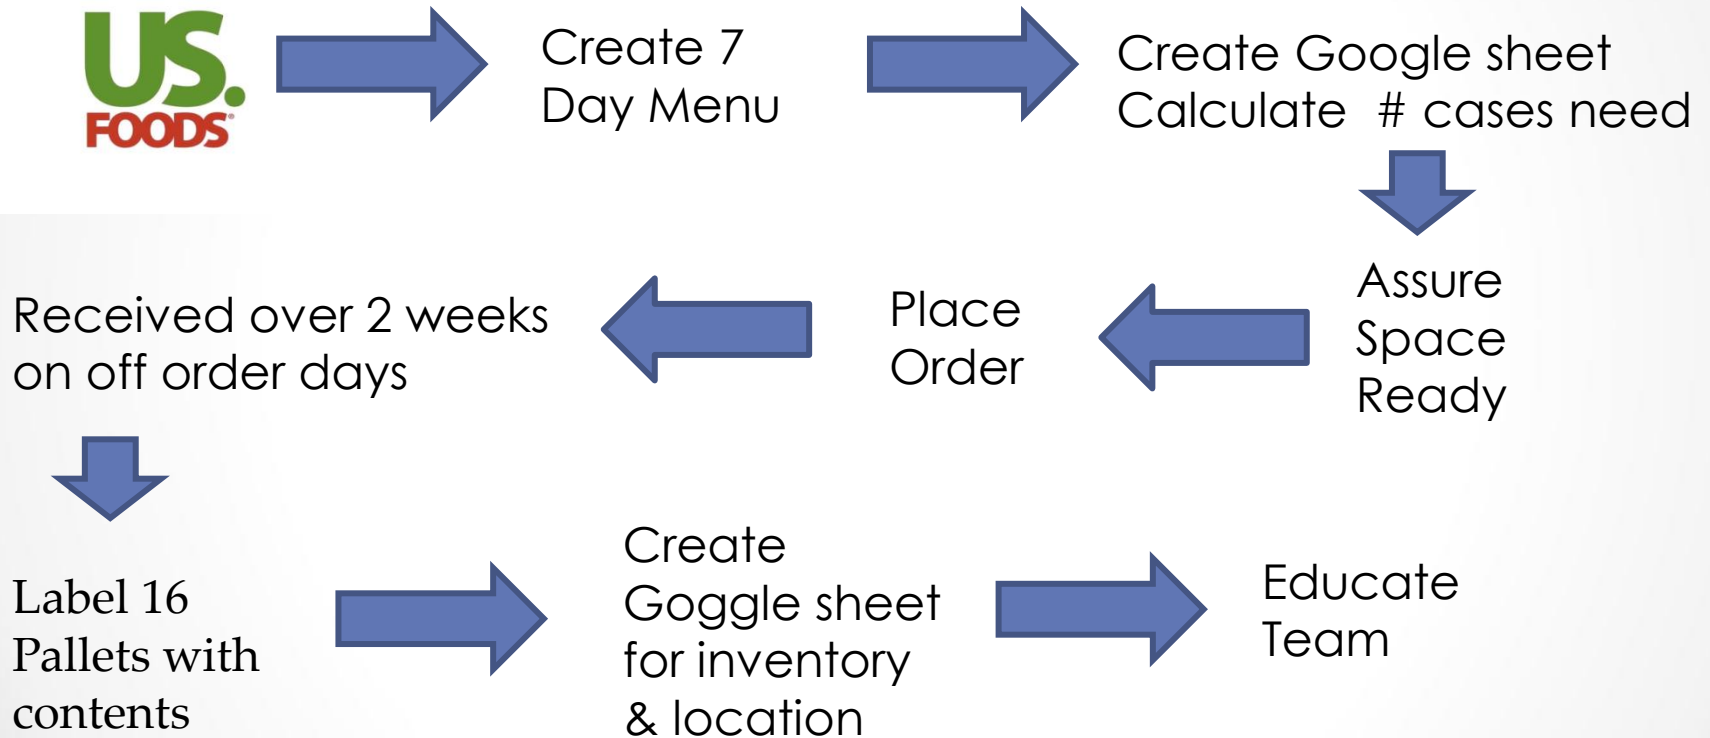 US.
FOODS
Create 7
Day Menu
Create Google sheet
Calculate # cases need
Assure
Space
Ready
Place
Order
Received over 2 weeks
on off order days
Label 16
Pallets with
contents
Create
Goggle sheet
for inventory
& location
Educate
Team